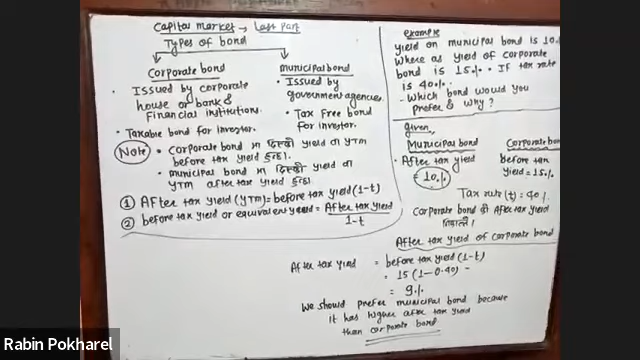 Capital market → Last part
Types of bond
Corporate bond
• Issued by corporate
house or bank &
Financial institutions.
• Taxable bond for investor.
municipal bond
• Issued by
government agencies.
• Tax free bond
for investor.
Note
• Corporate bond मा दिएको yield वा YTM
before tax yield हुन्छ।
• municipal bond मा दिएको yield वा
YTM after tax yield हुन्छ।
① After tax yield (YTM) = before tax yield (1-t)
② before tax yield or equivalent yield = After tax yield
1-t
example
yield on municipal bond is 10%.
Where as yield of corporate
bond is 15%. If tax rate
is 40%.
- Which bond would you
prefer & why?
given,
Municipal bond
• After tax yield
= 10%
Corporate bond
before tax
yield = 15%
Tax rate (t) = 40%
Corporate bond को After tax yield
After tax yield of corporate bond
After tax yield = before tax yield (1-t)
= 15 (1-0.40)
= 9%
We should prefer municipal bond because
it has higher after tax yield
than corporate bond
Rabin Pokharel